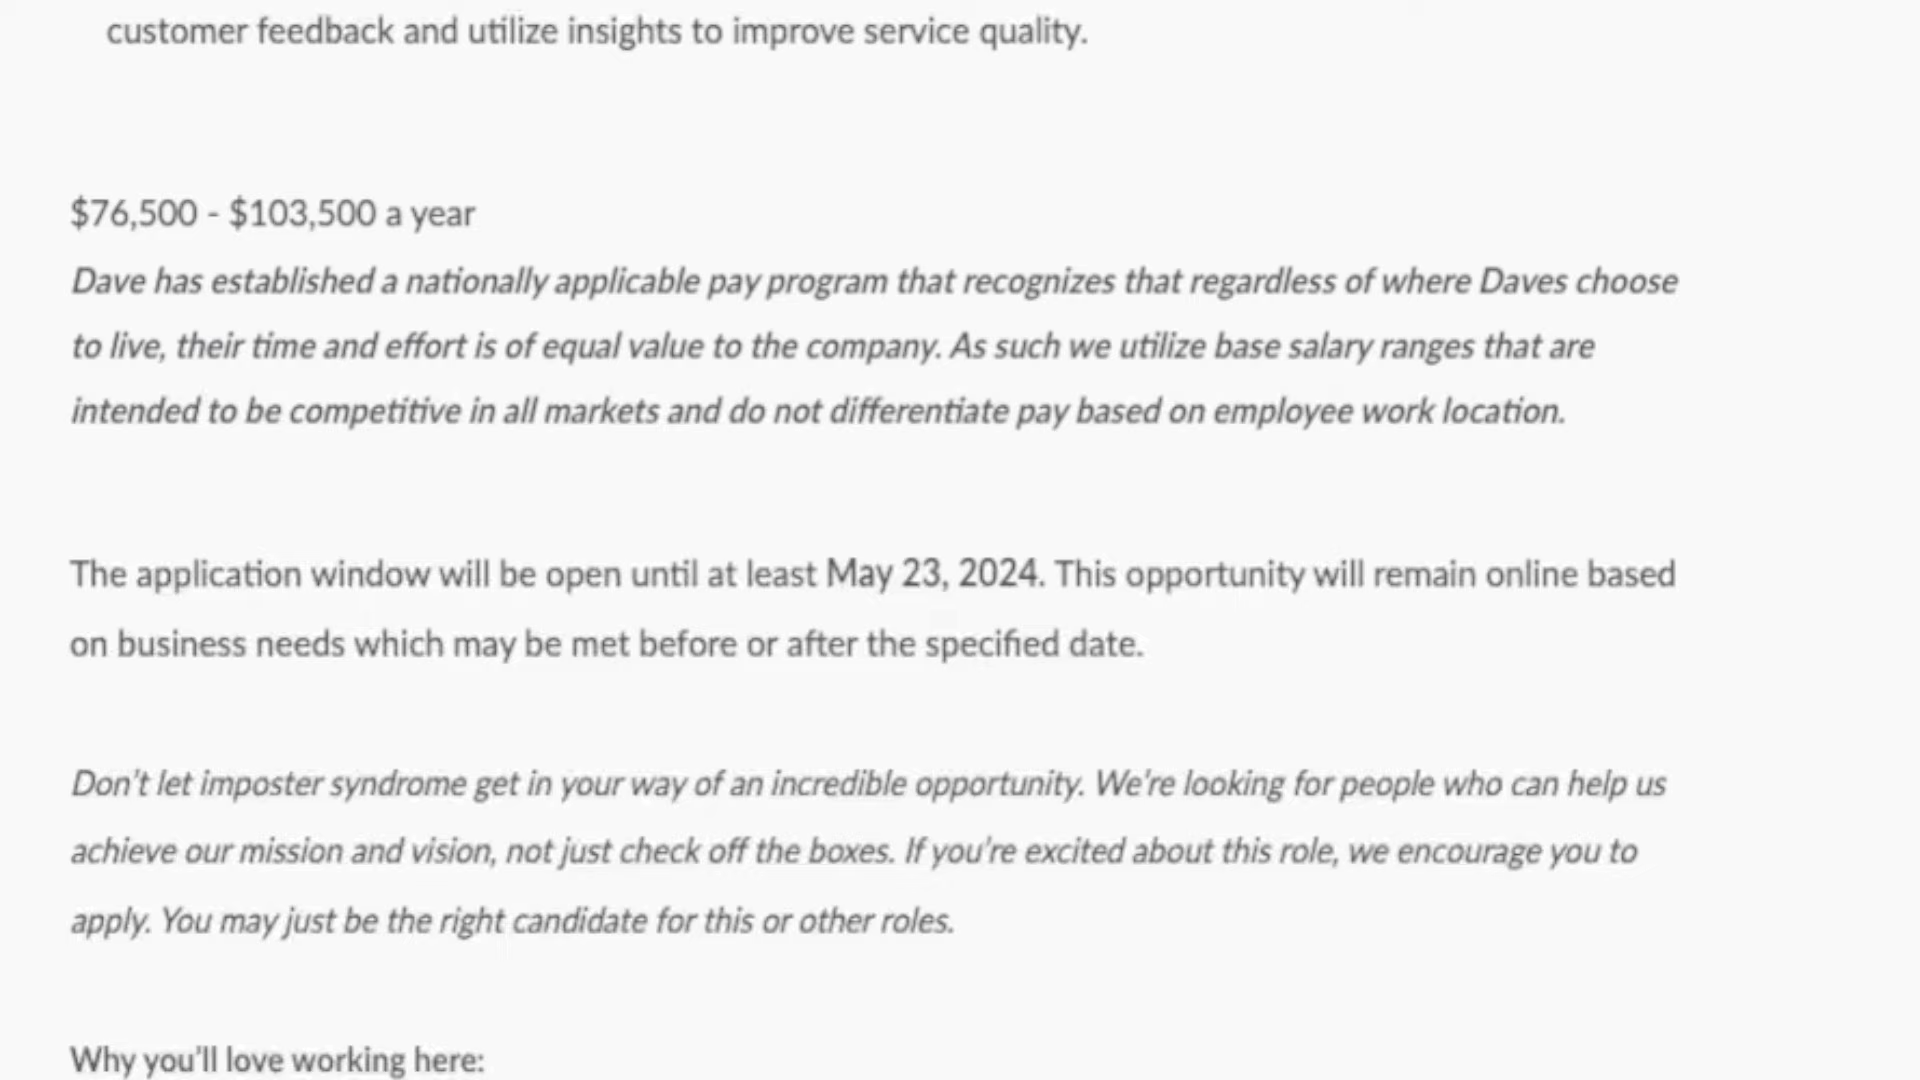 customer feedback and utilize insights to improve service quality.
$76,500 - $103,500 a year
Dave has established a nationally applicable pay program that recognizes that regardless of where Daves choose
to live, their time and effort is of equal value to the company. As such we utilize base salary ranges that are
intended to be competitive in all markets and do not differentiate pay based on employee work location.
The application window will be open until at least May 23, 2024. This opportunity will remain online based
on business needs which may be met before or after the specified date.
Don't let imposter syndrome get in your way of an incredible opportunity. We're looking for people who can help us
achieve our mission and vision, not just check off the boxes. If you're excited about this role, we encourage you to
apply. You may just be the right candidate for this or other roles.
Why you'll love working here: